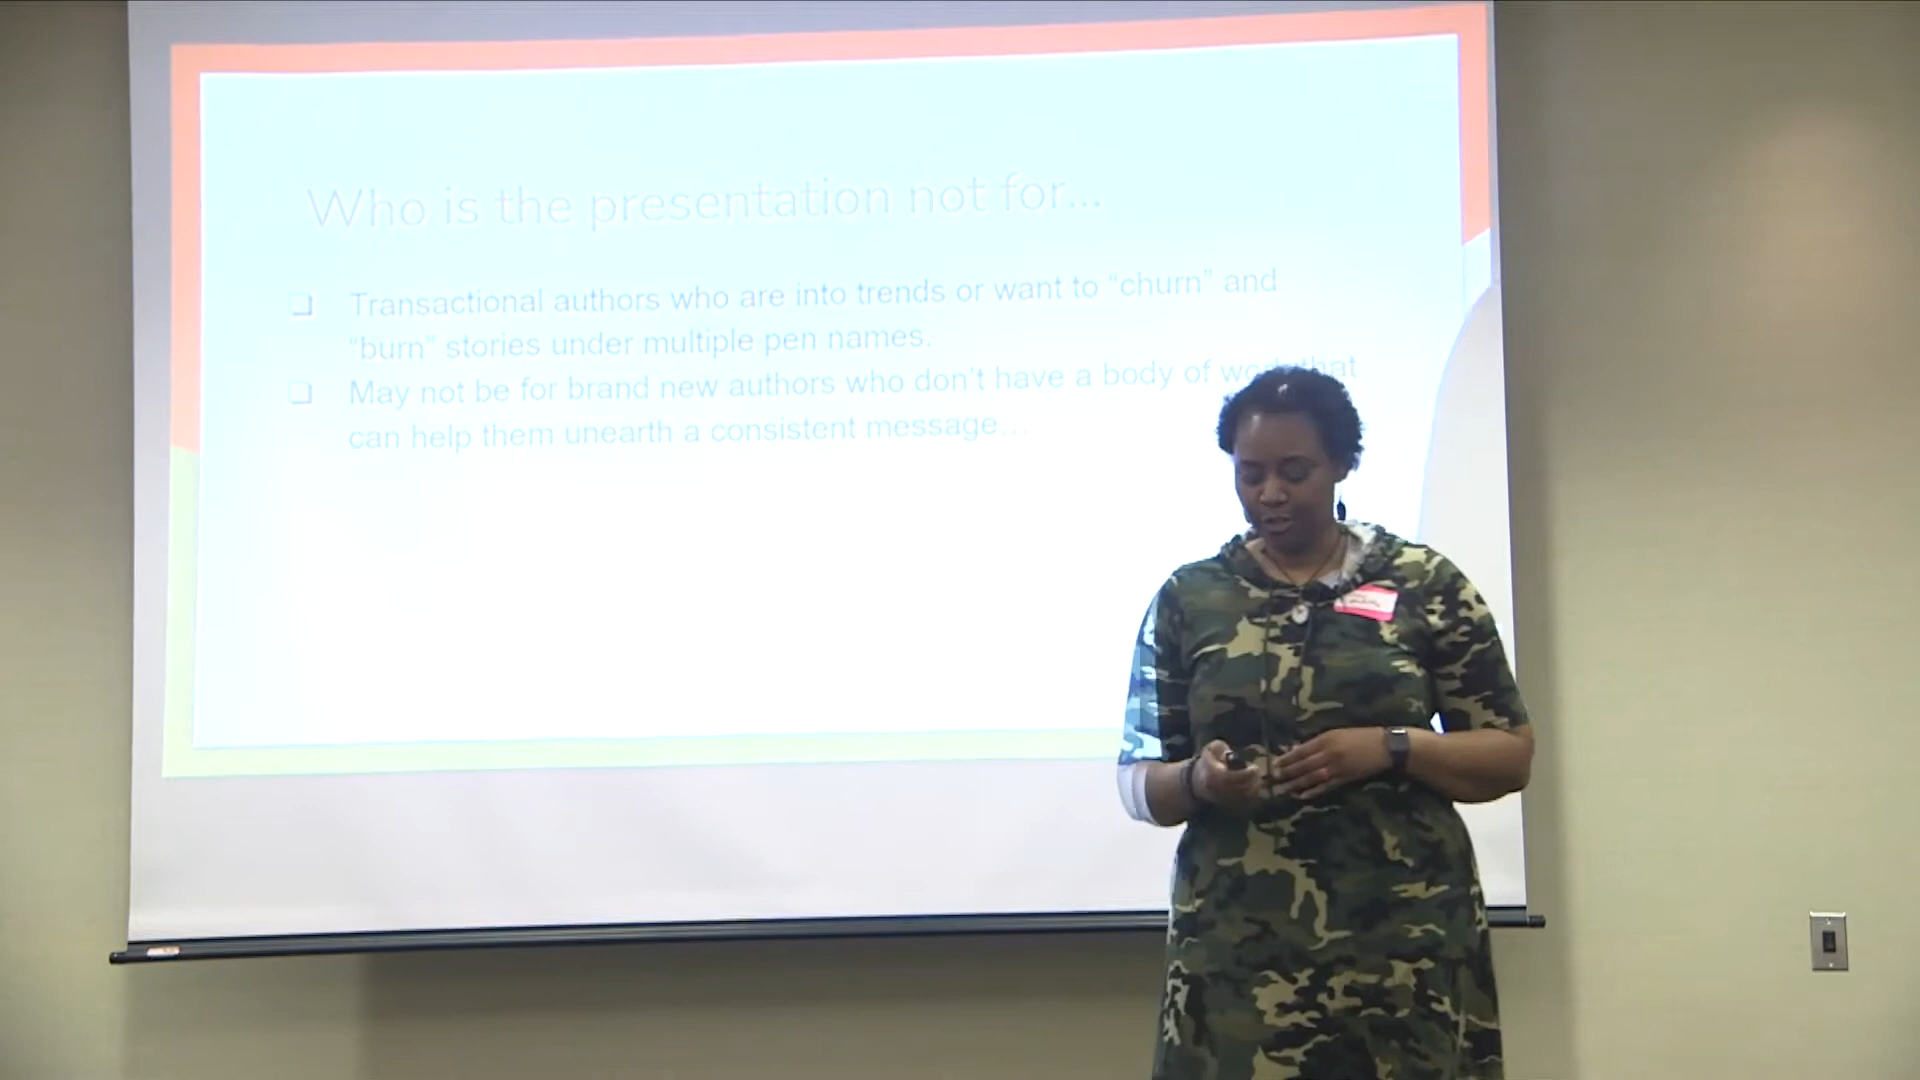 Who is the presentation not for...
❑ Transactional authors who are into trends or want to “churn” and
“burn” stories under multiple pen names.
❑ May not be for brand new authors who don't have a body of work that
can help them unearth a consistent message...